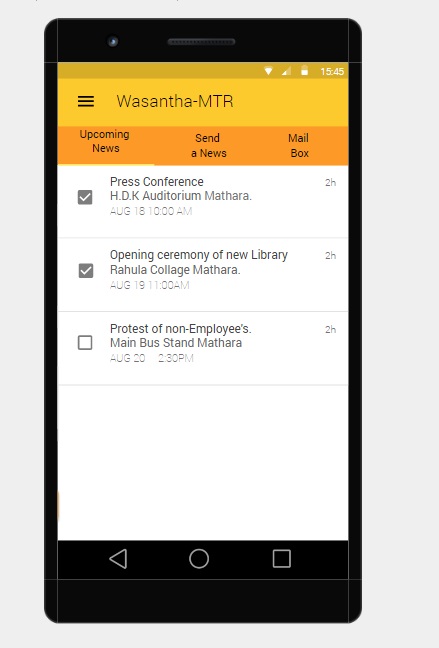 15:45
Wasantha-MTR
Upcoming
News
Send
a News
Mail
Box
Press Conference 2h
H.D.K Auditorium Mathara.
AUG 18 10:00 AM
Opening ceremony of new Library 2h
Rahula Collage Mathara.
AUG 19 11:00AM
Protest of non-Employee's. 2h
Main Bus Stand Mathara
AUG 20 2:30PM